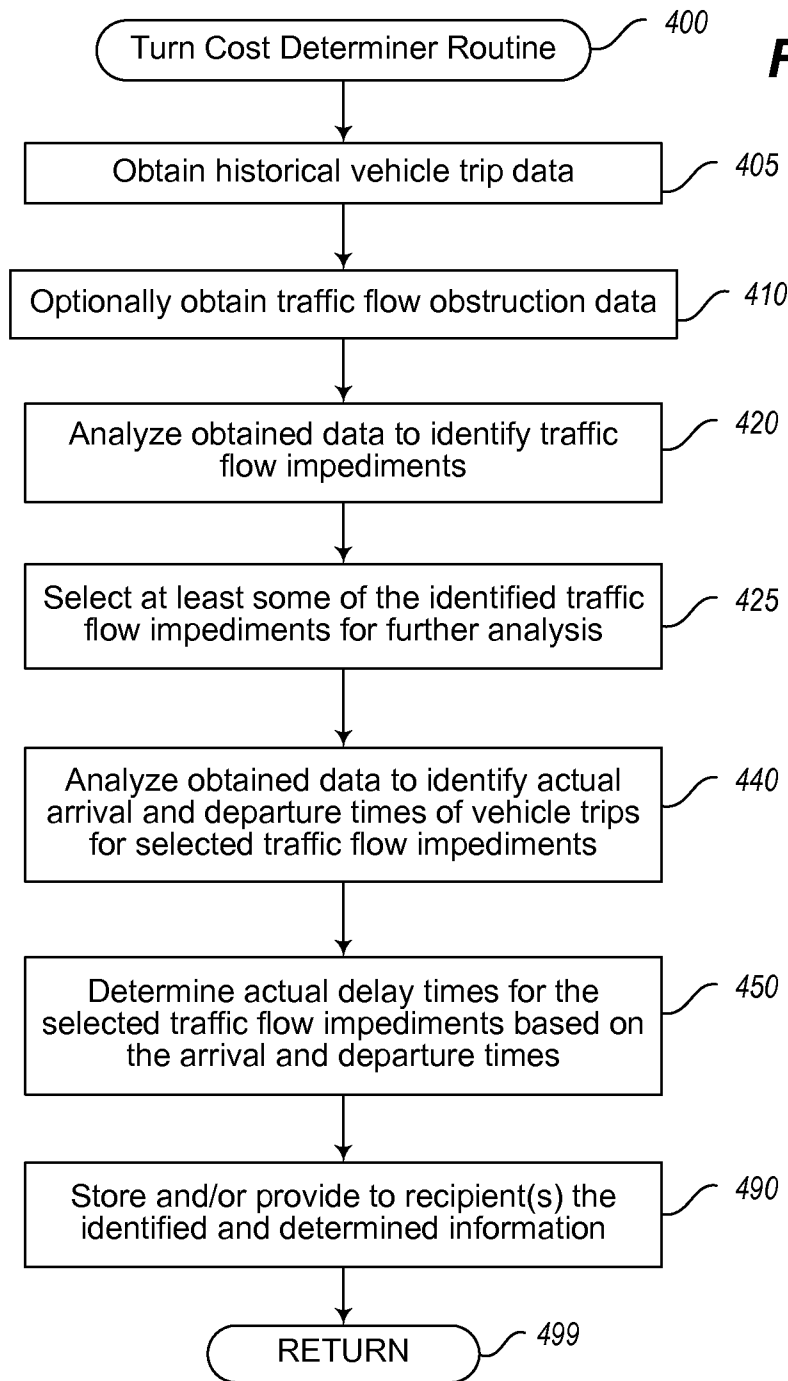 Turn Cost Determiner Routine
400
F
Obtain historical vehicle trip data
405
Optionally obtain traffic flow obstruction data
410
Analyze obtained data to identify traffic
flow impediments
420
Select at least some of the identified traffic
flow impediments for further analysis
425
Analyze obtained data to identify actual
arrival and departure times of vehicle trips
for selected traffic flow impediments
440
Determine actual delay times for the
selected traffic flow impediments based on
the arrival and departure times
450
Store and/or provide to recipient(s) the
identified and determined information
490
RETURN
499